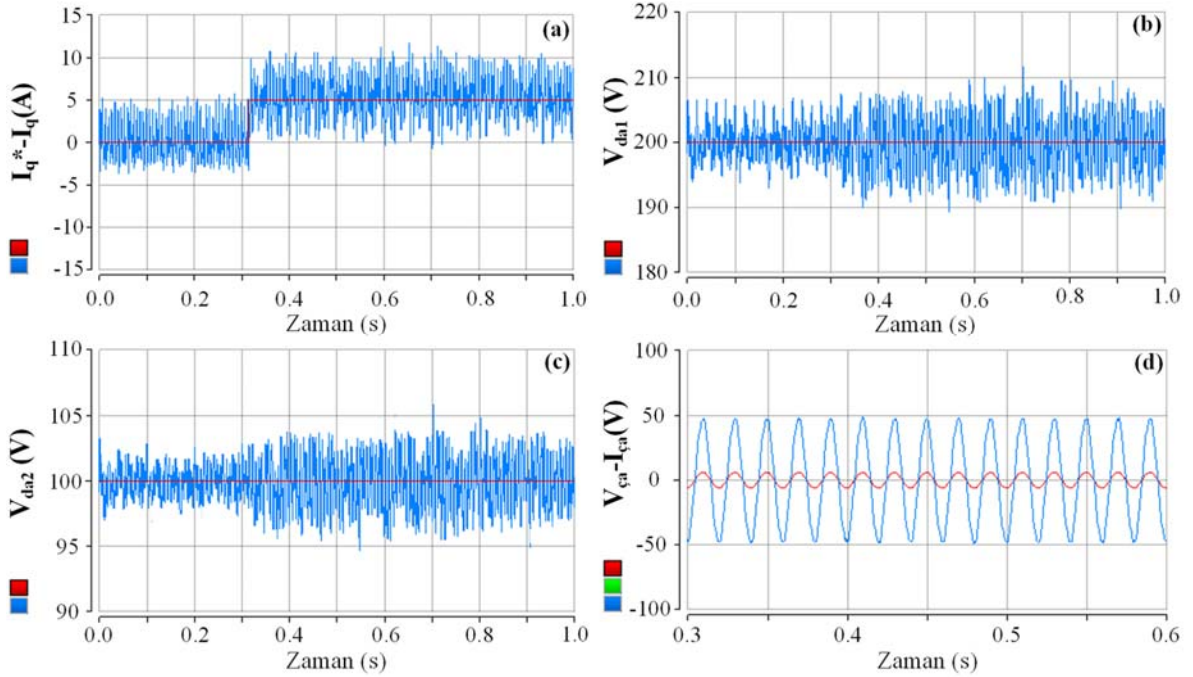 (a)
I_q*-I_q(A)
15
10
5
0
-5
-10
-15
0.0 0.2 0.4 0.6 0.8 1.0
Zaman (s)
(b)
V_da1 (V)
220
210
200
190
180
0.0 0.2 0.4 0.6 0.8 1.0
Zaman (s)
(c)
V_da2 (V)
110
105
100
95
90
0.0 0.2 0.4 0.6 0.8 1.0
Zaman (s)
(d)
V_ça-I_ça(V)
100
50
0
-50
-100
0.3 0.4 0.5 0.6
Zaman (s)